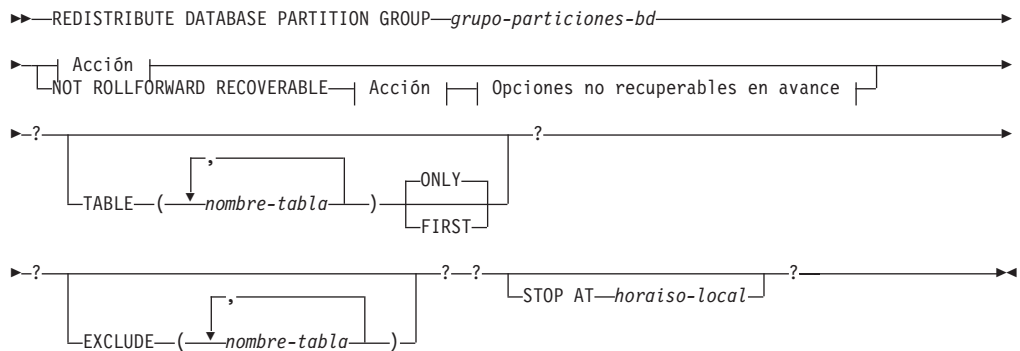 REDISTRIBUTE DATABASE PARTITION GROUP grupo-particiones-bd
Acción
NOT ROLLFORWARD RECOVERABLE Acción Opciones no recuperables en avance
? ?
,
ONLY
TABLE ( nombre-tabla )
FIRST
? ? ? ?
, STOP AT horaiso-local
EXCLUDE ( nombre-tabla )